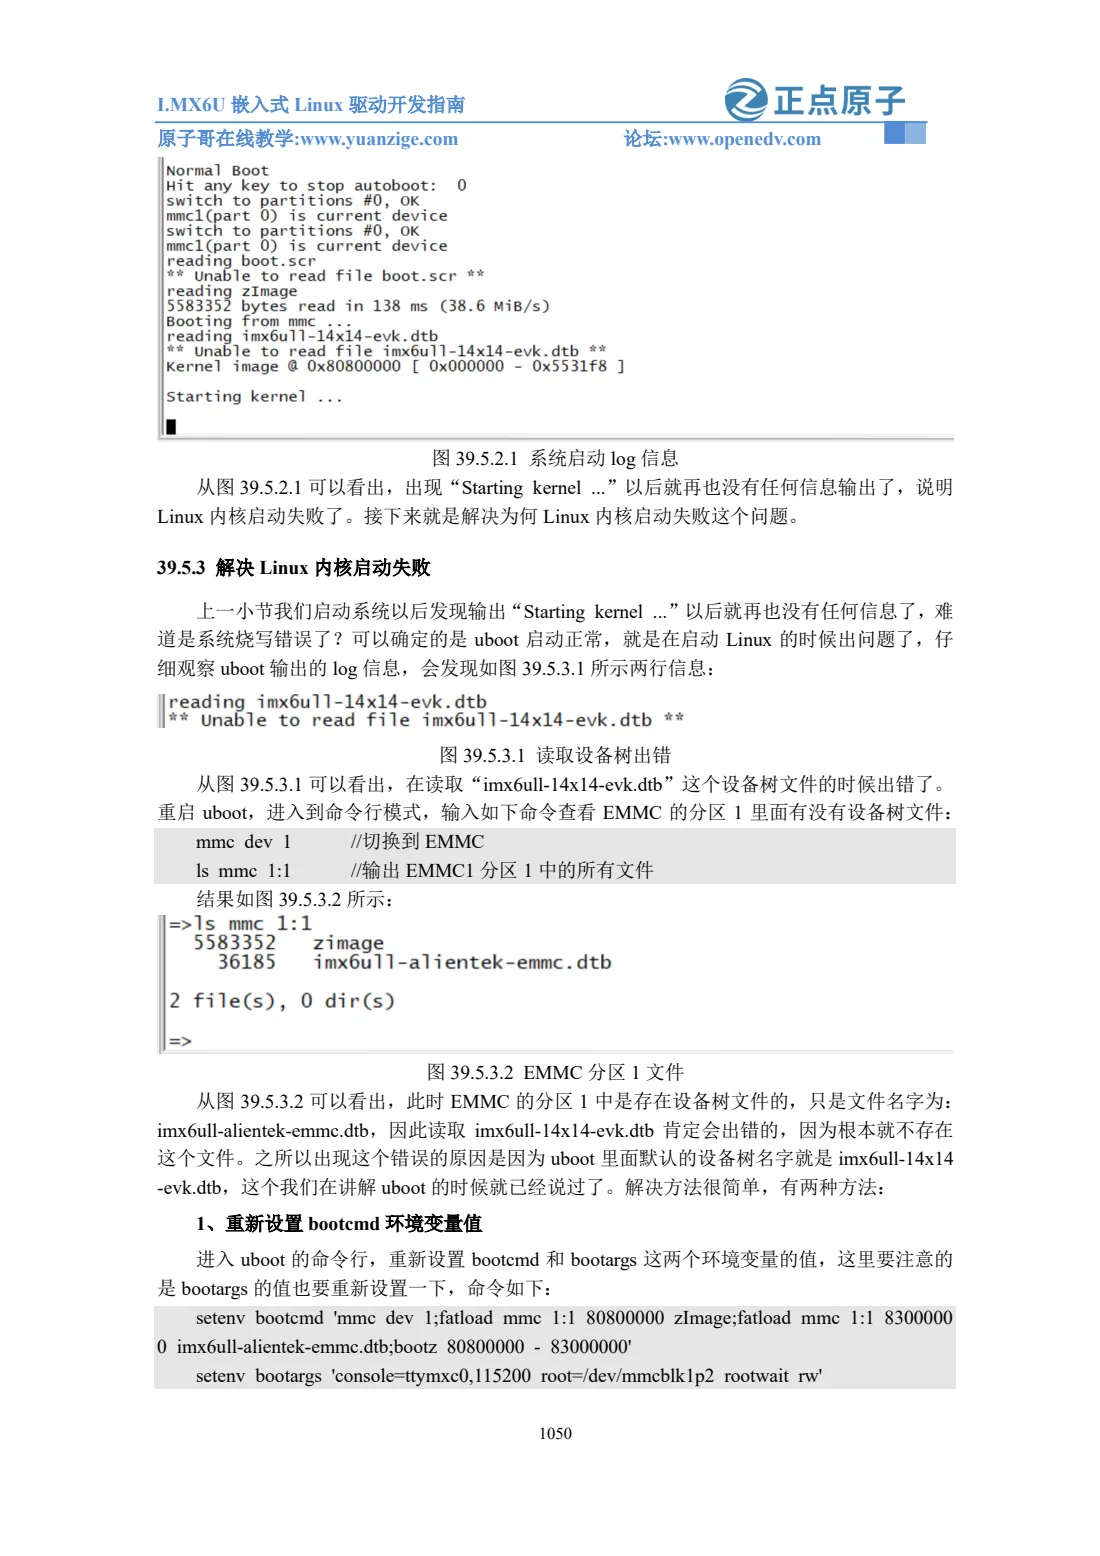 I.MX6U 嵌入式 Linux 驱动开发指南
正点原子
原子哥在线教学:www.yuanzige.com 论坛:www.openedv.com
Normal Boot
Hit any key to stop autoboot:  0
switch to partitions #0, OK
mmc1(part 0) is current device
switch to partitions #0, OK
mmc1(part 0) is current device
reading boot.scr
** Unable to read file boot.scr **
reading zImage
5583352 bytes read in 138 ms (38.6 MiB/s)
Booting from mmc ...
reading imx6ull-14x14-evk.dtb
** Unable to read file imx6ull-14x14-evk.dtb **
Kernel image @ 0x80800000 [ 0x000000 - 0x5531f8 ]
Starting kernel ...
图 39.5.2.1 系统启动 log 信息
从图 39.5.2.1 可以看出，出现“Starting kernel ...”以后就再也没有任何信息输出了，说明
Linux 内核启动失败了。接下来就是解决为何 Linux 内核启动失败这个问题。
39.5.3 解决 Linux 内核启动失败
上一小节我们启动系统以后发现输出“Starting kernel ...”以后就再也没有任何信息了，难
道是系统烧写错误了？可以确定的是 uboot 启动正常，就是在启动 Linux 的时候出问题了，仔
细观察 uboot 输出的 log 信息，会发现如图 39.5.3.1 所示两行信息：
reading imx6ull-14x14-evk.dtb
** Unable to read file imx6ull-14x14-evk.dtb **
图 39.5.3.1 读取设备树出错
从图 39.5.3.1 可以看出，在读取“imx6ull-14x14-evk.dtb”这个设备树文件的时候出错了。
重启 uboot，进入到命令行模式，输入如下命令查看 EMMC 的分区 1 里面有没有设备树文件：
mmc dev 1 //切换到 EMMC
ls mmc 1:1 //输出 EMMC1 分区 1 中的所有文件
结果如图 39.5.3.2 所示：
=>ls mmc 1:1
5583352 zimage
36185 imx6ull-alientek-emmc.dtb
2 file(s), 0 dir(s)
=>
图 39.5.3.2 EMMC 分区 1 文件
从图 39.5.3.2 可以看出，此时 EMMC 的分区 1 中是存在设备树文件的，只是文件名字为：
imx6ull-alientek-emmc.dtb，因此读取 imx6ull-14x14-evk.dtb 肯定会出错的，因为根本就不存在
这个文件。之所以出现这个错误的原因是因为 uboot 里面默认的设备树名字就是 imx6ull-14x14
-evk.dtb，这个我们在讲解 uboot 的时候就已经说过了。解决方法很简单，有两种方法：
1、重新设置 bootcmd 环境变量值
进入 uboot 的命令行，重新设置 bootcmd 和 bootargs 这两个环境变量的值，这里要注意的
是 bootargs 的值也要重新设置一下，命令如下：
setenv bootcmd 'mmc dev 1;fatload mmc 1:1 80800000 zImage;fatload mmc 1:1 8300000
0 imx6ull-alientek-emmc.dtb;bootz 80800000 - 83000000'
setenv bootargs 'console=ttymxc0,115200 root=/dev/mmcblk1p2 rootwait rw'
1050